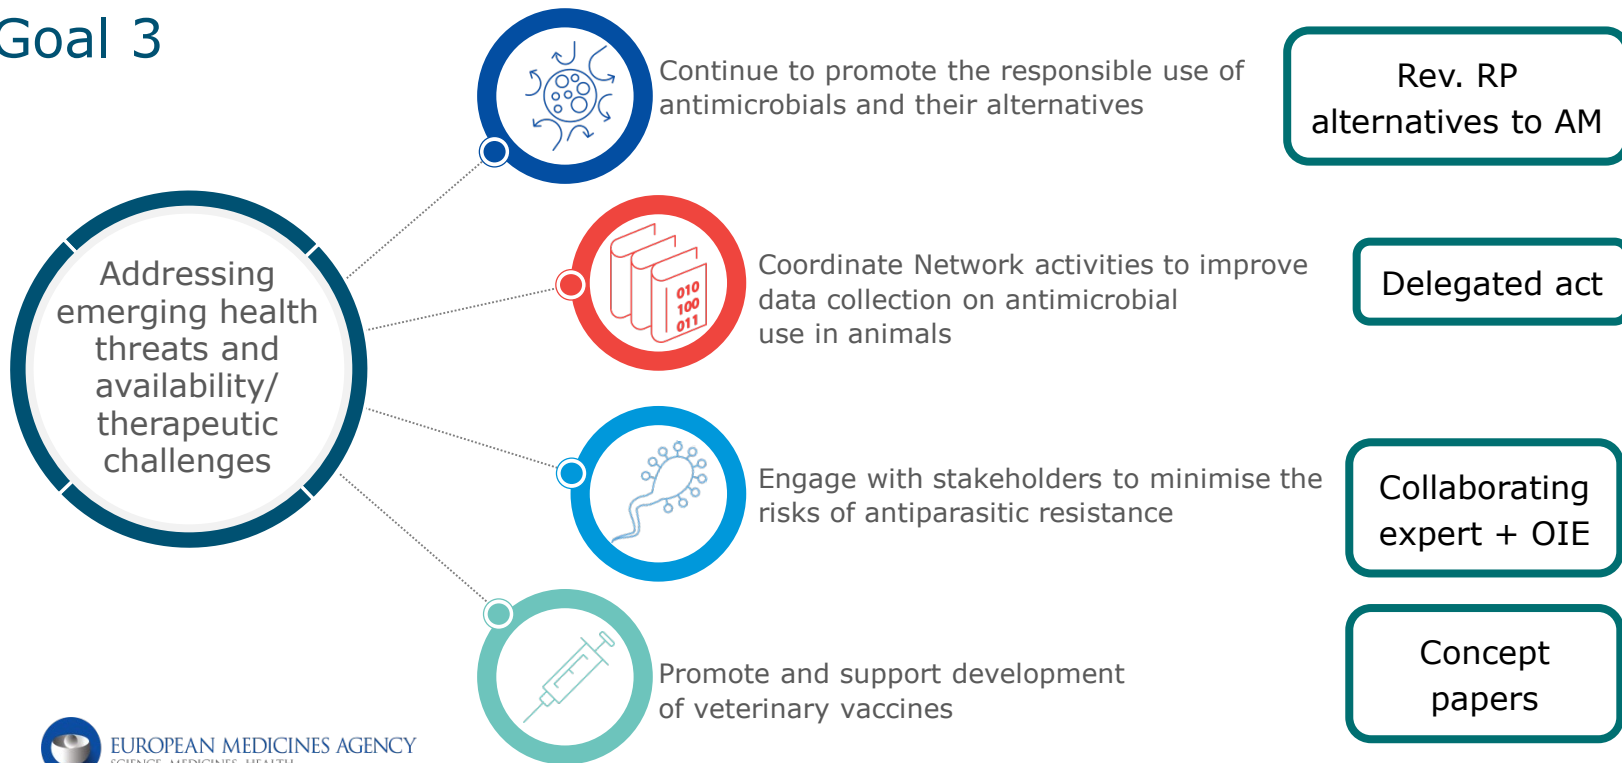 Goal 3
Continue to promote the responsible use of
antimicrobials and their alternatives
Rev. RP
alternatives to AM
Addressing
emerging health
threats and
availability/
therapeutic
challenges
010
100
011
Coordinate Network activities to improve
data collection on antimicrobial
use in animals
Delegated act
Engage with stakeholders to minimise the
risks of antiparasitic resistance
Collaborating
expert + OIE
Promote and support development
of veterinary vaccines
Concept
papers
EUROPEAN MEDICINES AGENCY
SCIENCE MEDICINES HEALTH